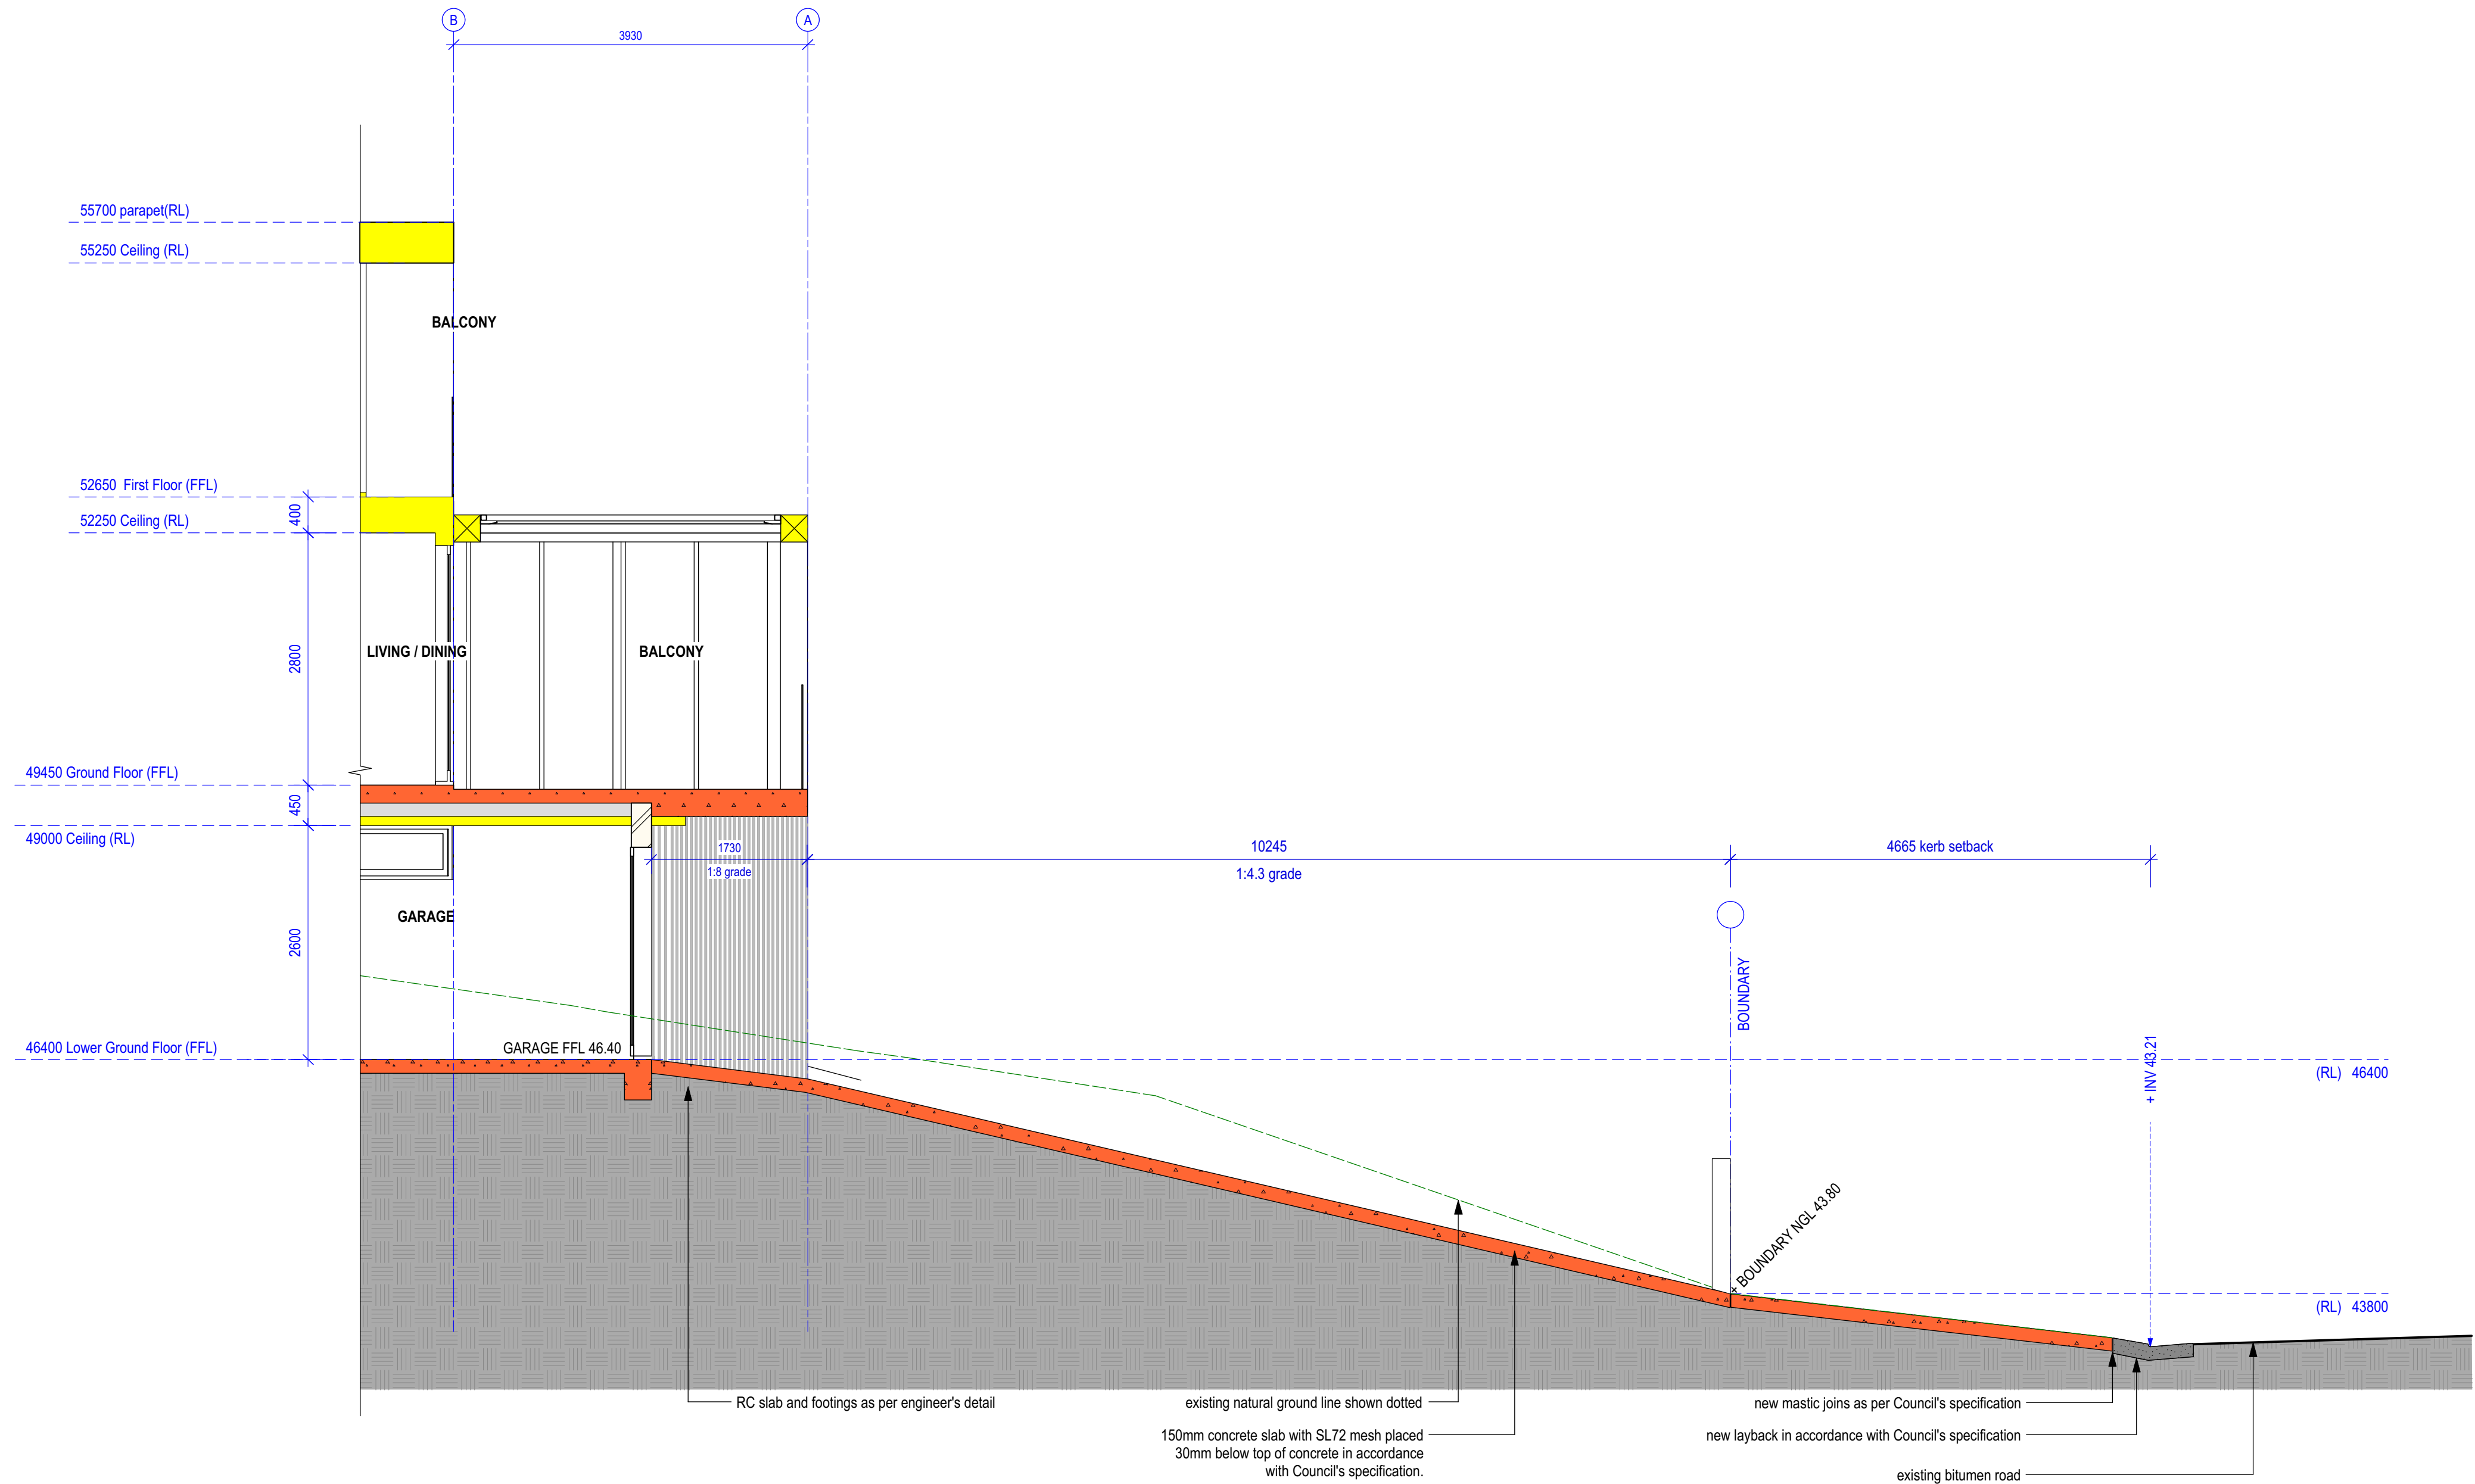 B
A
3930
55700 parapet(RL)
55250 Ceiling (RL)
BALCONY
52650 First Floor (FFL)
400
52250 Ceiling (RL)
2800
LIVING / DINING
BALCONY
49450 Ground Floor (FFL)
450
49000 Ceiling (RL)
1730
1:8 grade
10245
1:4.3 grade
4665 kerb setback
GARAGE
2600
BOUNDARY
46400 Lower Ground Floor (FFL)
GARAGE FFL 46.40
+ INV 43.21
(RL) 46400
+ BOUNDARY NGL 43.80
(RL) 43800
RC slab and footings as per engineer's detail
existing natural ground line shown dotted
150mm concrete slab with SL72 mesh placed
30mm below top of concrete in accordance
with Council's specification.
new mastic joins as per Council's specification
new layback in accordance with Council's specification
existing bitumen road